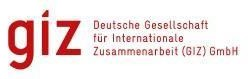 giz
Deutsche Gesellschaft
für Internationale
Zusammenarbeit (GIZ) GmbH